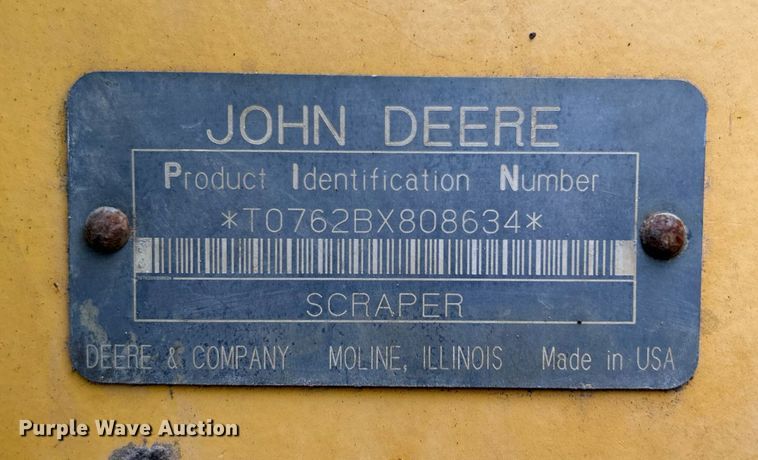 JOHN DEERE
Product Identification Number
*T0762BX808634*
SCRAPER
DEERE & COMPANY MOLINE, ILLINOIS Made in USA
Purple Wave Auction